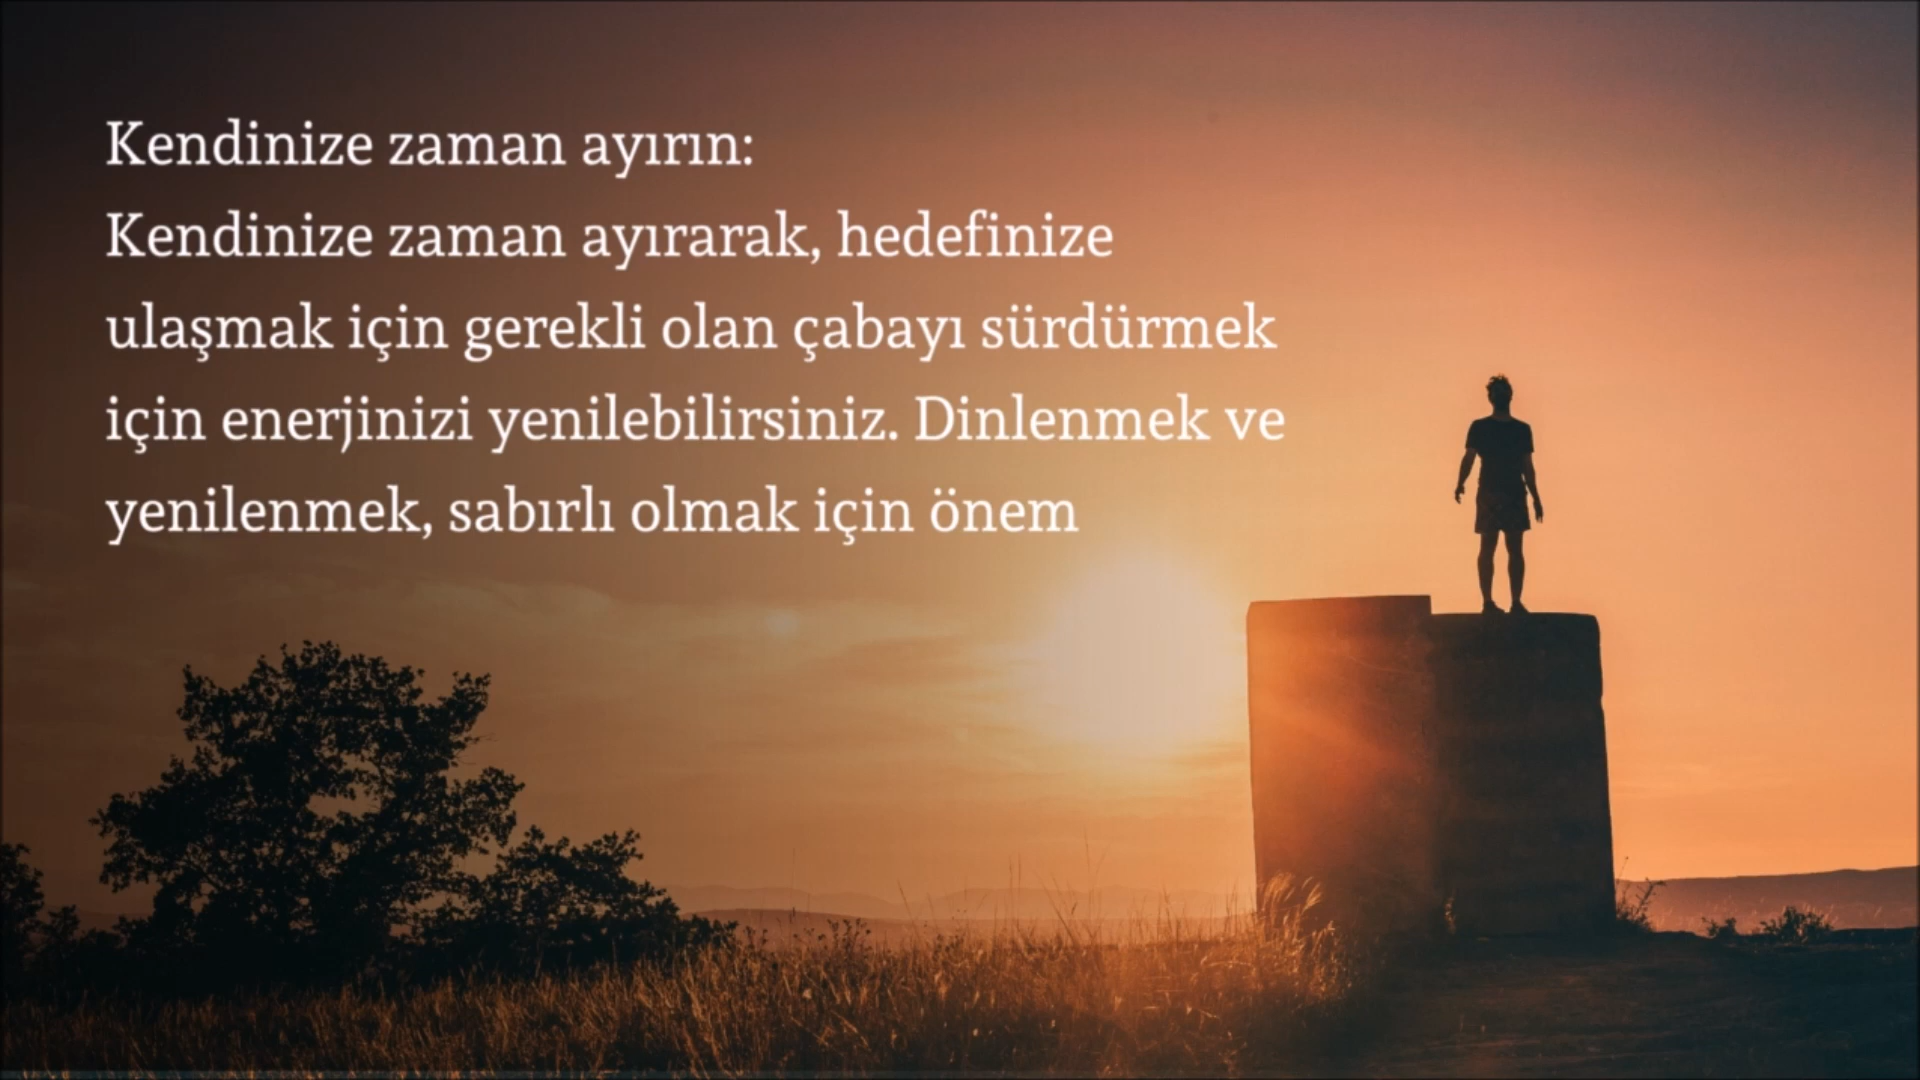 Kendinize zaman ayırın:
Kendinize zaman ayırarak, hedefinize
ulaşmak için gerekli olan çabayı sürdürmek
için enerjinizi yenilebilirsiniz. Dinlenmek ve
yenilenmek, sabırlı olmak için önem